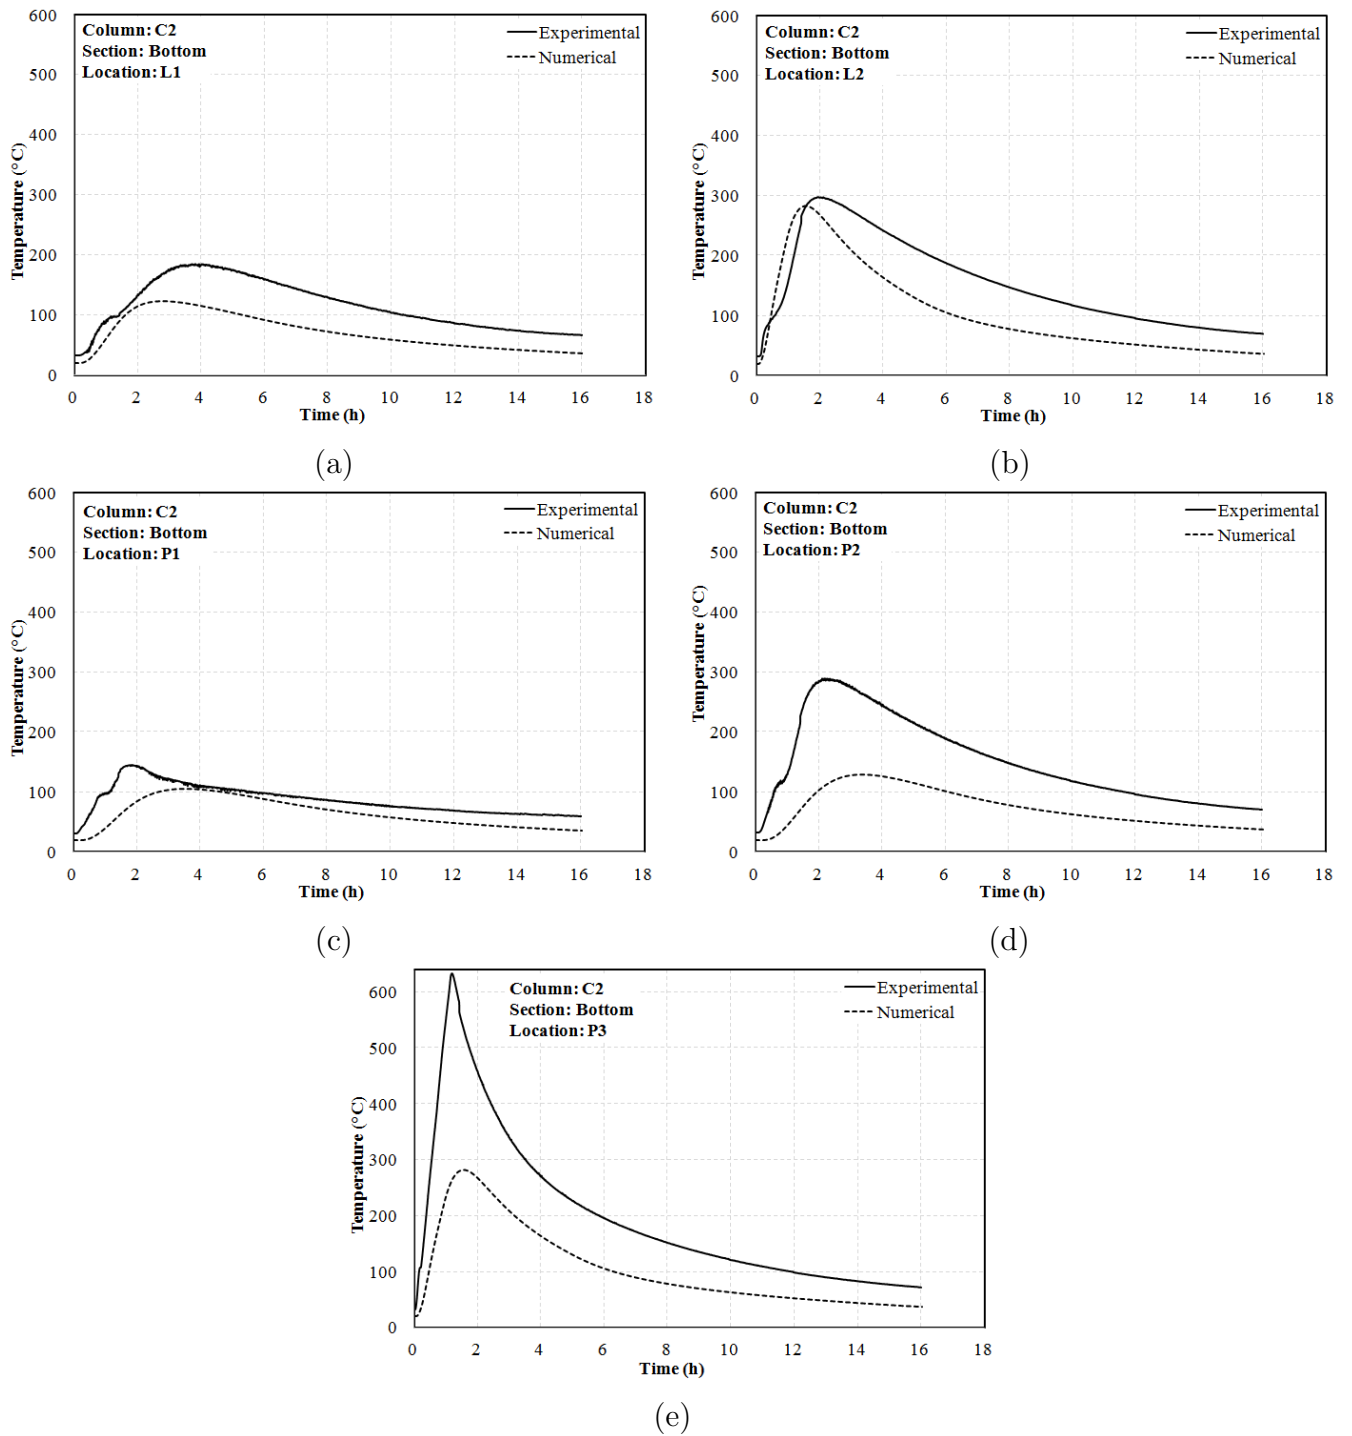 600
500
400
300
200
100
0
Temperature (°C)
Column: C2
Section: Bottom
Location: L1
Experimental
Numerical
0 2 4 6 8 10 12 14 16 18
Time (h)
(a)
600
500
400
300
200
100
0
Temperature (°C)
Column: C2
Section: Bottom
Location: L2
Experimental
Numerical
0 2 4 6 8 10 12 14 16 18
Time (h)
(b)
600
500
400
300
200
100
0
Temperature (°C)
Column: C2
Section: Bottom
Location: P1
Experimental
Numerical
0 2 4 6 8 10 12 14 16 18
Time (h)
(c)
600
500
400
300
200
100
0
Temperature (°C)
Column: C2
Section: Bottom
Location: P2
Experimental
Numerical
0 2 4 6 8 10 12 14 16 18
Time (h)
(d)
600
500
400
300
200
100
0
Temperature (°C)
Column: C2
Section: Bottom
Location: P3
Experimental
Numerical
0 2 4 6 8 10 12 14 16 18
Time (h)
(e)